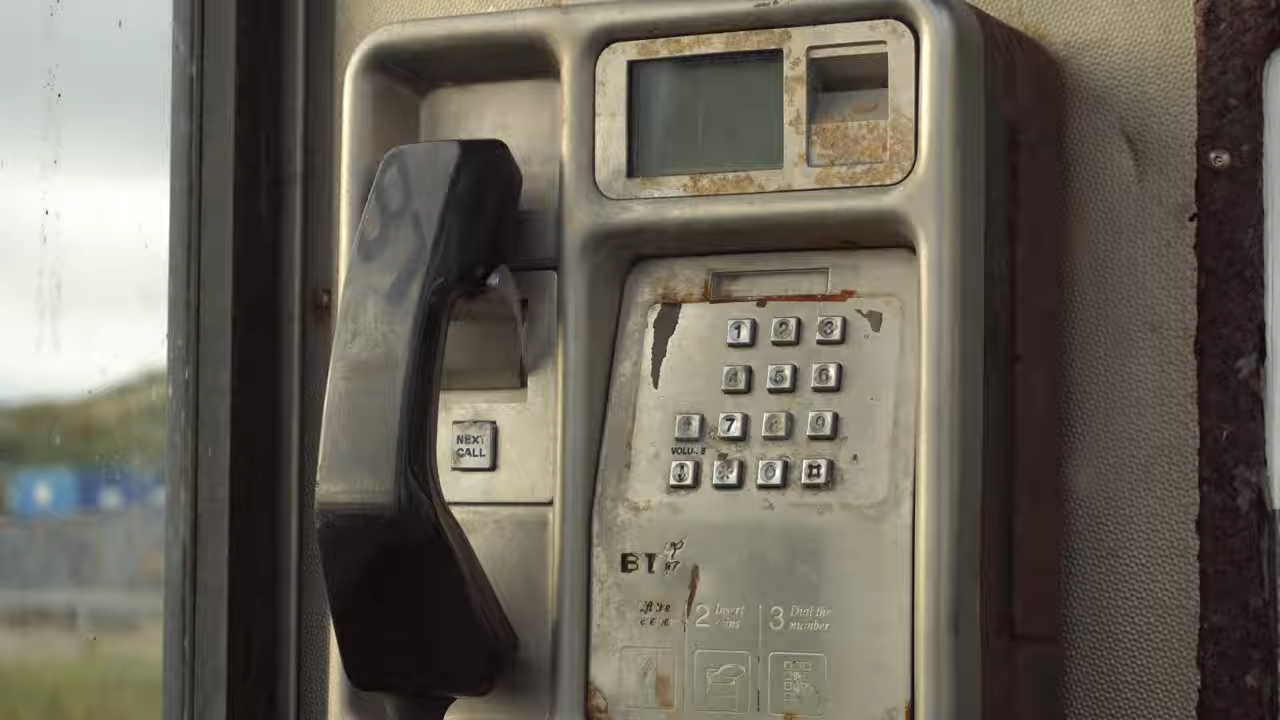 1 2 3
4 5 6
7 8 9
VOLU
0 #
NEXT
CALL
BT
2 Insert
coins
3 Dial the
number